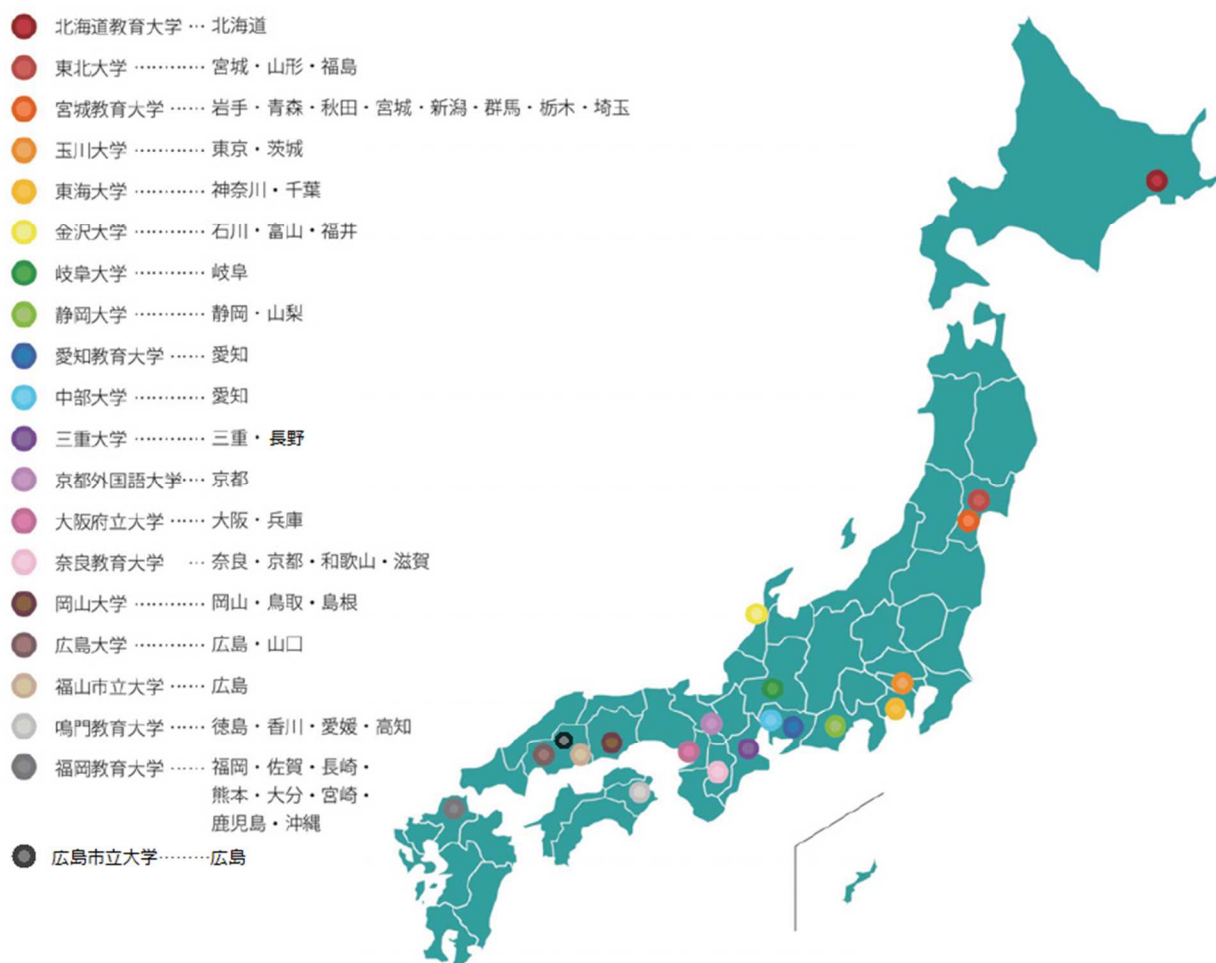 北海道教育大学 … 北海道
東北大学 ………… 宮城・山形・福島
宮城教育大学 …… 岩手・青森・秋田・宮城・新潟・群馬・栃木・埼玉
玉川大学 ………… 東京・茨城
東海大学 ………… 神奈川・千葉
金沢大学 ………… 石川・富山・福井
岐阜大学 ………… 岐阜
静岡大学 ………… 静岡・山梨
愛知教育大学 …… 愛知
中部大学 ………… 愛知
三重大学 ………… 三重・長野
京都外国語大学…. 京都
大阪府立大学 …… 大阪・兵庫
奈良教育大学 … 奈良・京都・和歌山・滋賀
岡山大学 ………… 岡山・鳥取・島根
広島大学 ………… 広島・山口
福山市立大学 …… 広島
鳴門教育大学 …… 徳島・香川・愛媛・高知
福岡教育大学 …… 福岡・佐賀・長崎・
熊本・大分・宮崎・
鹿児島・沖縄
広島市立大学………広島